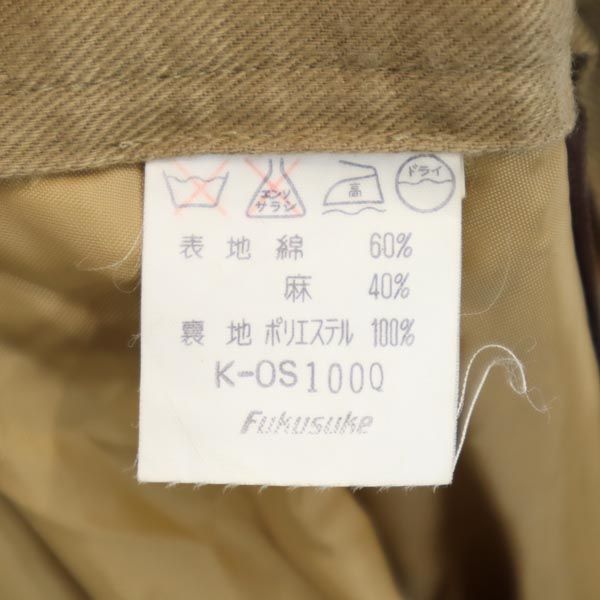 エンソ サラシ 高 ドライ
表地綿 60%
麻 40%
裏地ポリエステル 100%
K-OS1000
Fukusuke